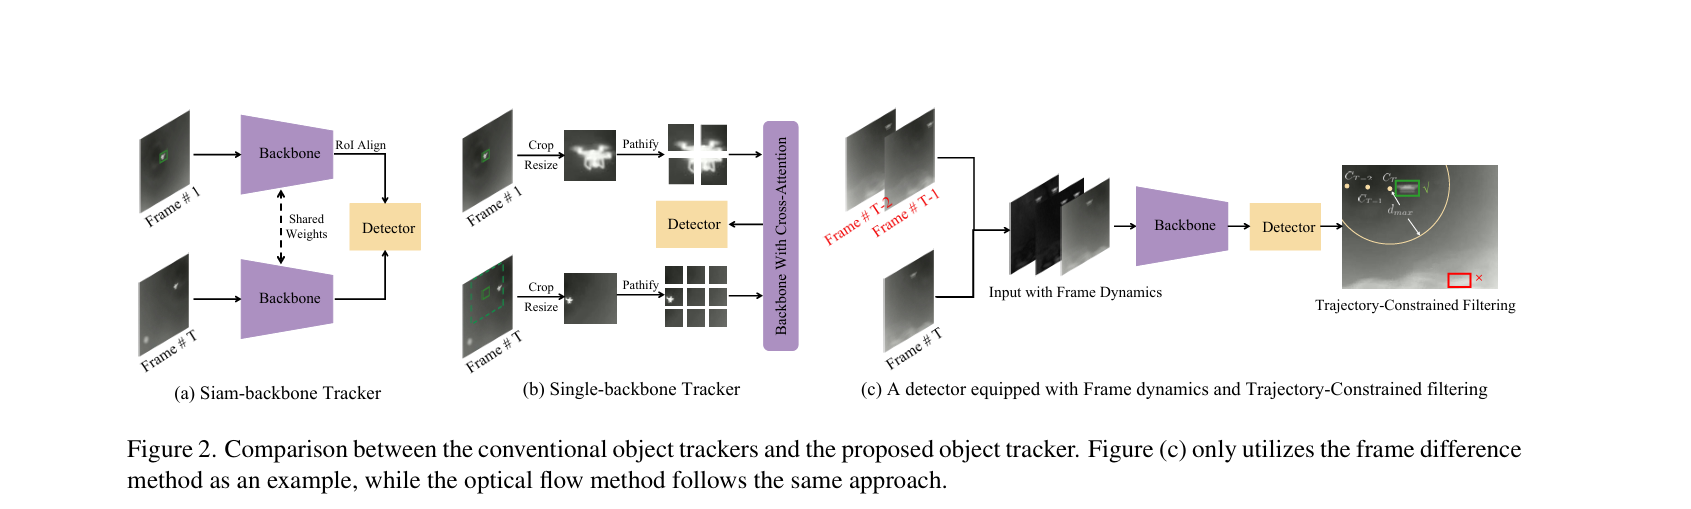 Frame # 1
Backbone
RoI Align
Shared
Weights
Detector
Frame # T
Backbone
(a) Siam-backbone Tracker
Frame # 1
Crop
Resize
Pathify
Detector
Backbone With Cross-Attention
Frame # T
Crop
Resize
Pathify
(b) Single-backbone Tracker
Frame # T-2
Frame # T-1
Frame # T
Input with Frame Dynamics
Backbone
Detector
C_{T-2}
C_{T-1}
C_T
√
d_{max}
×
Trajectory-Constrained Filtering
(c) A detector equipped with Frame dynamics and Trajectory-Constrained filtering
Figure 2. Comparison between the conventional object trackers and the proposed object tracker. Figure (c) only utilizes the frame difference
method as an example, while the optical flow method follows the same approach.